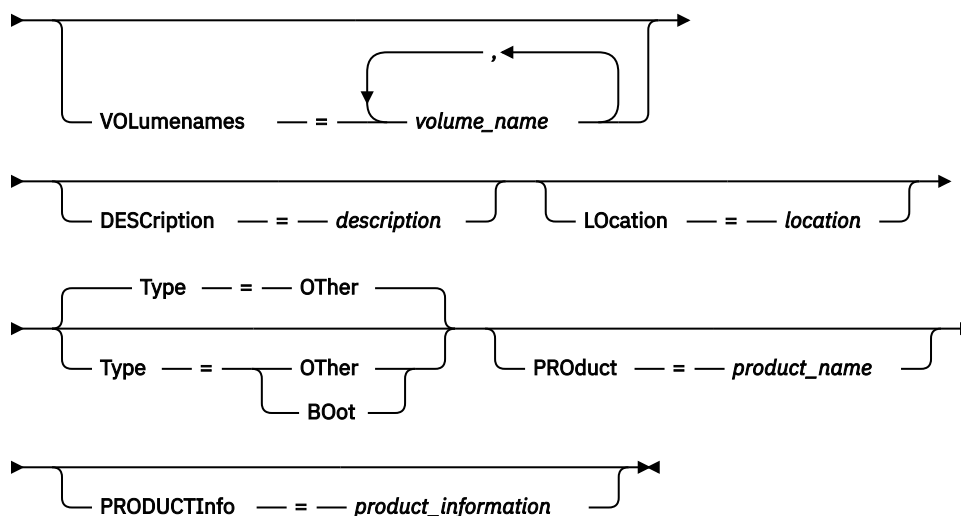 ,
VOLumenames = volume_name
DESCription = description LOcation = location
Type = OTher
Type = OTher
BOot
PROduct = product_name
PRODUCTInfo = product_information